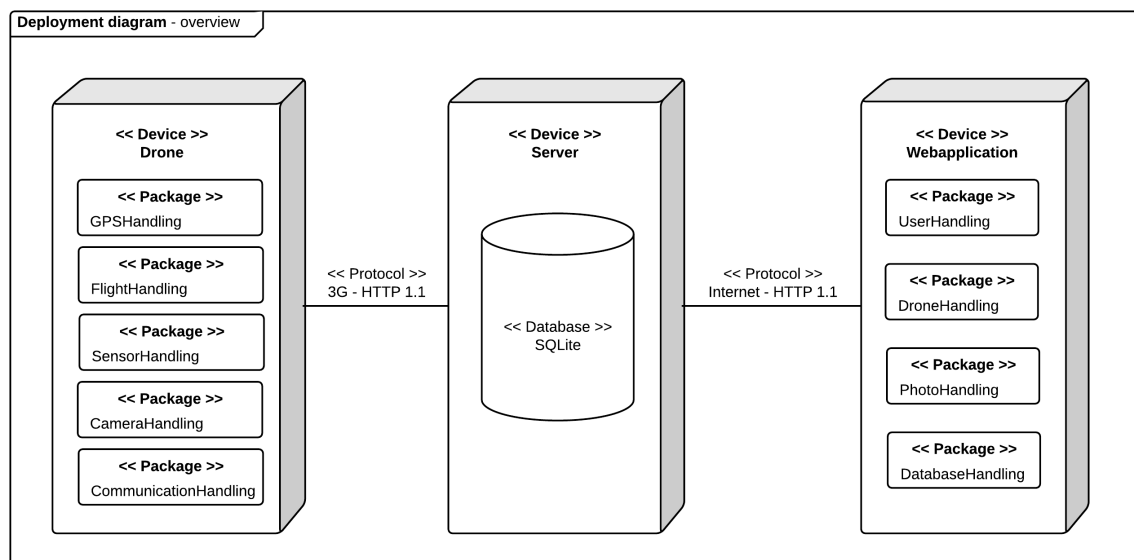 Deployment diagram - overview
<< Device >>
Drone
<< Package >>
GPSHandling
<< Package >>
FlightHandling
<< Package >>
SensorHandling
<< Package >>
CameraHandling
<< Package >>
CommunicationHandling
<< Protocol >>
3G - HTTP 1.1
<< Device >>
Server
<< Database >>
SQLite
<< Protocol >>
Internet - HTTP 1.1
<< Device >>
Webapplication
<< Package >>
UserHandling
<< Package >>
DroneHandling
<< Package >>
PhotoHandling
<< Package >>
DatabaseHandling